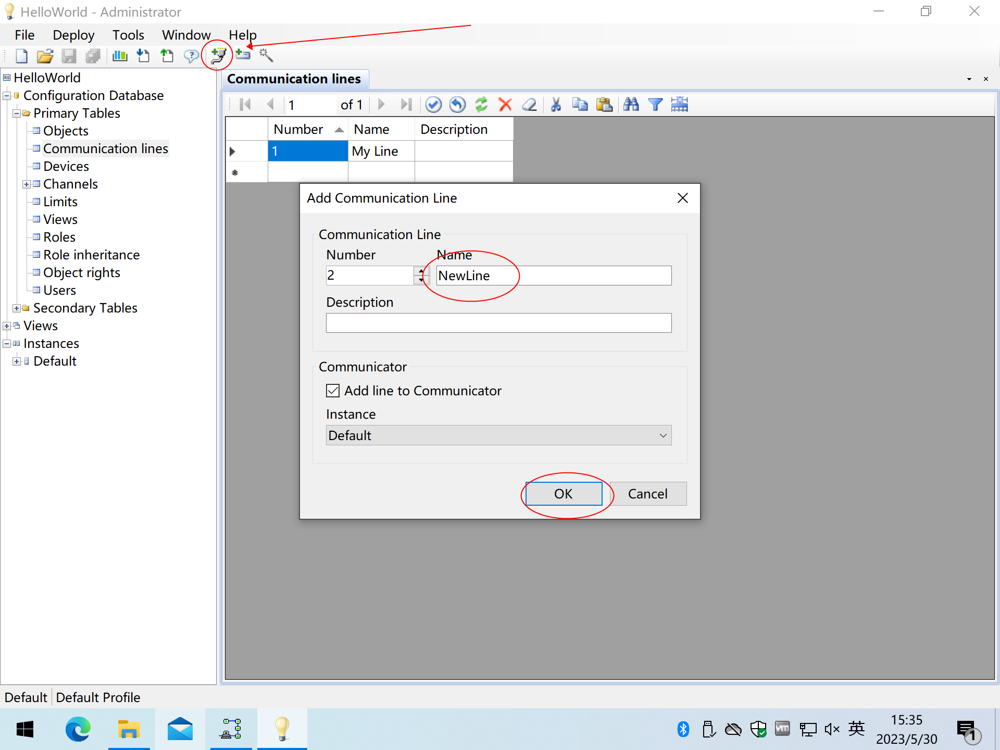 HelloWorld - Administrator
File Deploy Tools Window Help
HelloWorld
Configuration Database
Primary Tables
Objects
Communication lines
Devices
Channels
Limits
Views
Roles
Role inheritance
Object rights
Users
Secondary Tables
Views
Instances
Default
Communication lines
1 of 1
Number Name Description
1 My Line
Add Communication Line
Communication Line
Number Name
2 NewLine
Description
Communicator
Add line to Communicator
Instance
Default
OK Cancel
Default Default Profile
英
15:35
2023/5/30
1